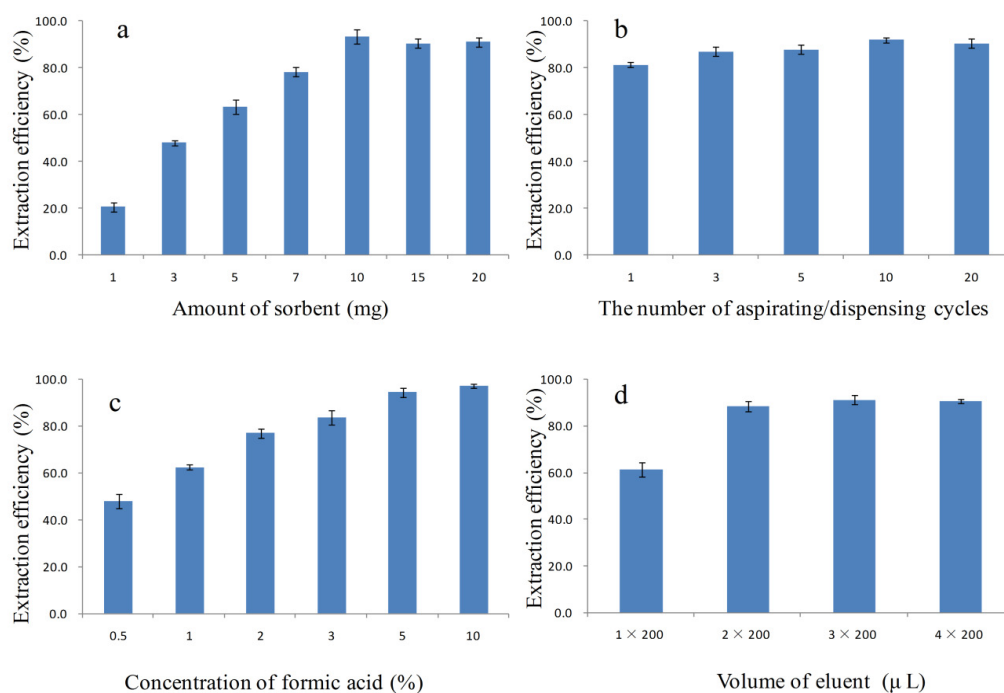 a
Extraction efficiency (%)
100.0
80.0
60.0
40.0
20.0
0.0
1 3 5 7 10 15 20
Amount of sorbent (mg)
b
Extraction efficiency (%)
100.0
80.0
60.0
40.0
20.0
0.0
1 3 5 10 20
The number of aspirating/dispensing cycles
c
Extraction efficiency (%)
100.0
80.0
60.0
40.0
20.0
0.0
0.5 1 2 3 5 10
Concentration of formic acid (%)
d
Extraction efficiency (%)
100.0
80.0
60.0
40.0
20.0
0.0
1 × 200 2 × 200 3 × 200 4 × 200
Volume of eluent (μ L)